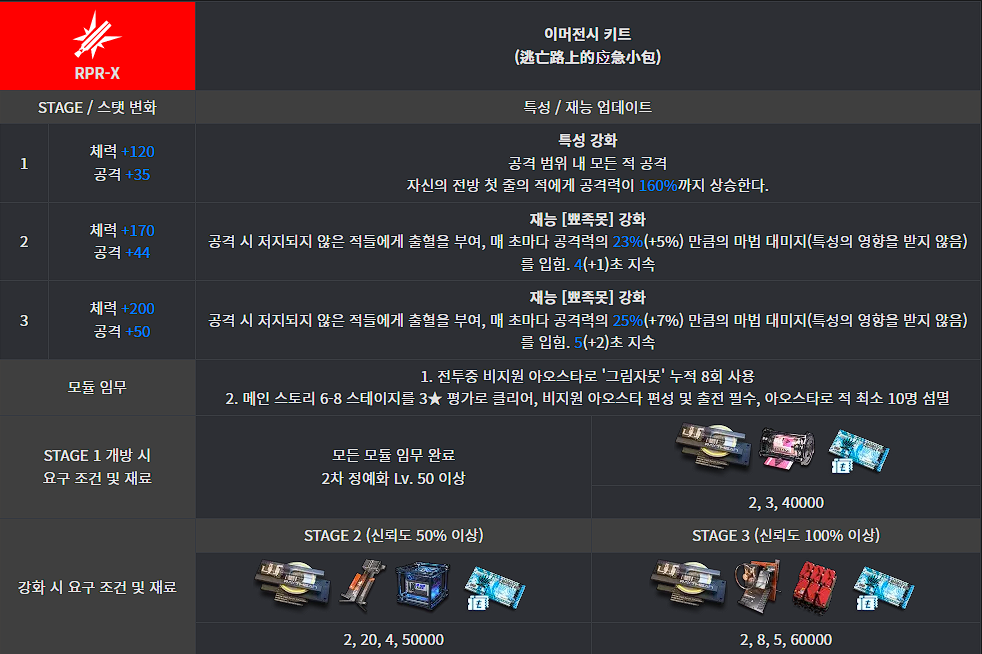 RPR-X
이머전시 키트
(逃亡路上的应急小包)
STAGE / 스탯 변화
특성 / 재능 업데이트
1
체력 +120
공격 +35
특성 강화
공격 범위 내 모든 적 공격
자신의 전방 첫 줄의 적에게 공격력이 160%까지 상승한다.
2
체력 +170
공격 +44
재능 [뾰족못] 강화
공격 시 저지되지 않은 적들에게 출혈을 부여, 매 초마다 공격력의 23%(+5%) 만큼의 마법 대미지(특성의 영향을 받지 않음)
를 입힘. 4(+1)초 지속
3
체력 +200
공격 +50
재능 [뾰족못] 강화
공격 시 저지되지 않은 적들에게 출혈을 부여, 매 초마다 공격력의 25%(+7%) 만큼의 마법 대미지(특성의 영향을 받지 않음)
를 입힘. 5(+2)초 지속
모듈 임무
1. 전투중 비지원 아오스타로 '그림자못' 누적 8회 사용
2. 메인 스토리 6-8 스테이지를 3★ 평가로 클리어, 비지원 아오스타 편성 및 출전 필수, 아오스타로 적 최소 10명 섬멸
STAGE 1 개방 시
요구 조건 및 재료
모든 모듈 임무 완료
2차 정예화 Lv. 50 이상
2, 3, 40000
강화 시 요구 조건 및 재료
STAGE 2 (신뢰도 50% 이상)
STAGE 3 (신뢰도 100% 이상)
2, 20, 4, 50000
2, 8, 5, 60000